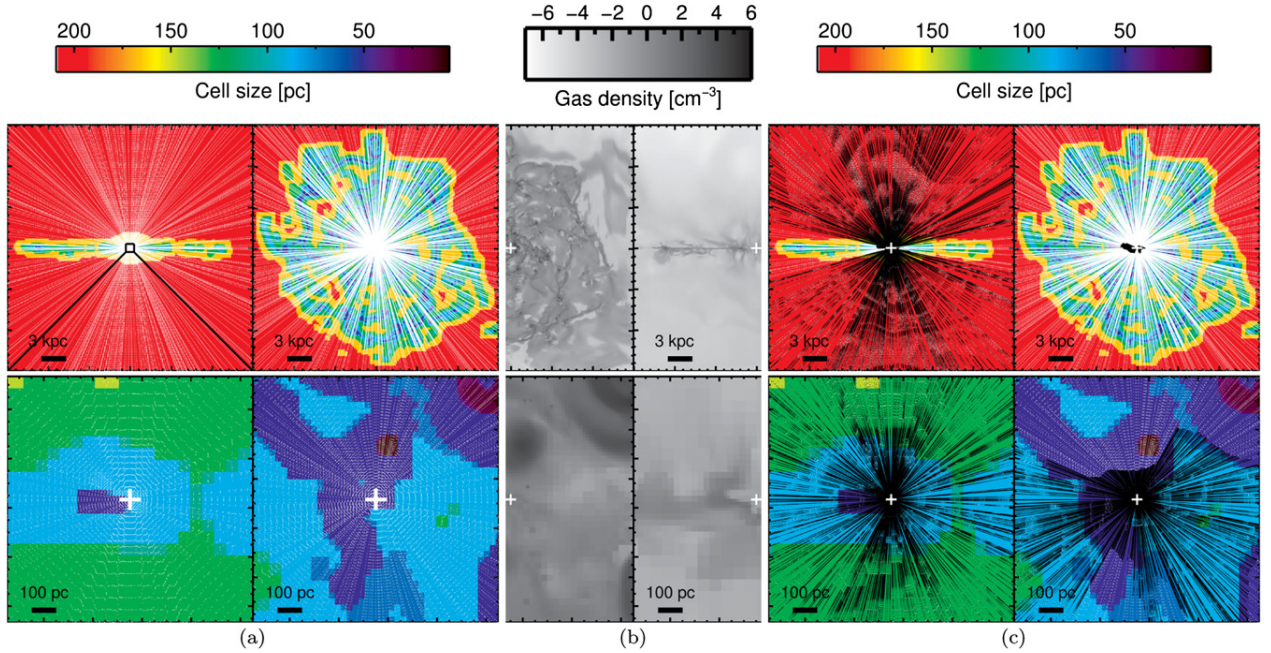 200 150 100 50
Cell size [pc]
−6 −4 −2 0 2 4 6
Gas density [cm⁻³]
200 150 100 50
Cell size [pc]
3 kpc 3 kpc 3 kpc 3 kpc 3 kpc
100 pc 100 pc 100 pc 100 pc 100 pc
(a) (b) (c)